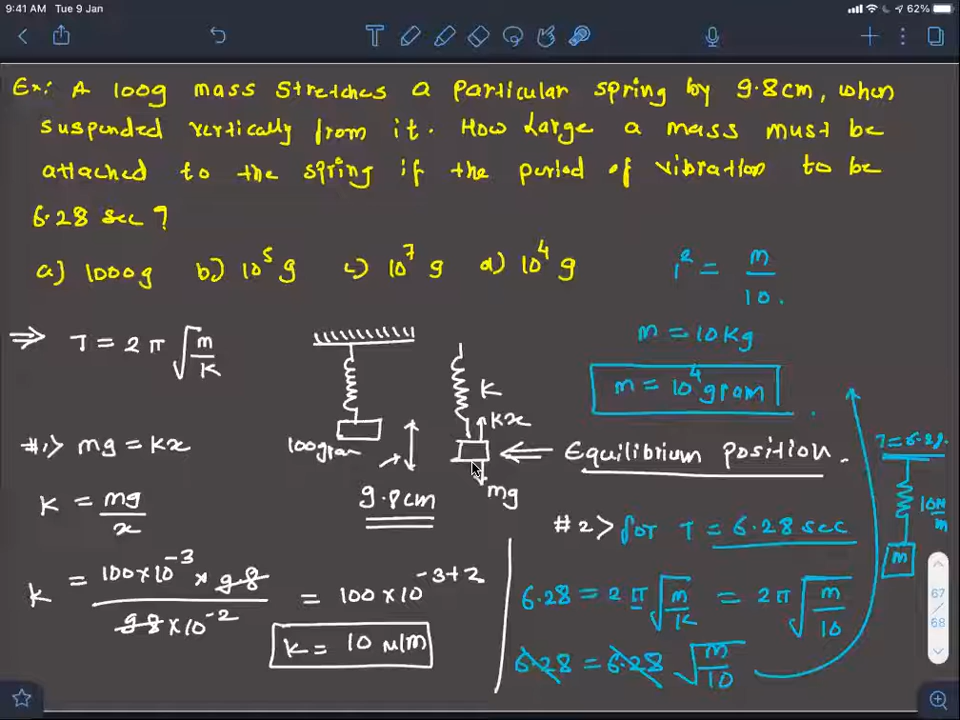 9:41 AM Tue 9 Jan
62%
Ex: A 100g mass stretches a particular spring by 9.8cm, when
suspended vertically from it. How large a mass must be
attached to the spring if the period of vibration to be
6.28 sec ?
a) 1000g b) 10^5 g c) 10^7 g d) 10^4 g
1^2 = m/10.
m = 10 Kg
m = 10^4 gram
⇒ T = 2π √(m/K)
100gram
9.8cm
K
Kx
mg
Equilibrium position.
#1> mg = Kx
K = mg/x
K = 100×10^-3 × 9.8 / 9.8×10^-2 = 100×10^-3+2
K = 10 N/m
#2> for T = 6.28 sec
6.28 = 2π √(m/K) = 2π √(m/10)
6.28 = 6.28 √(m/10)
m
67/68